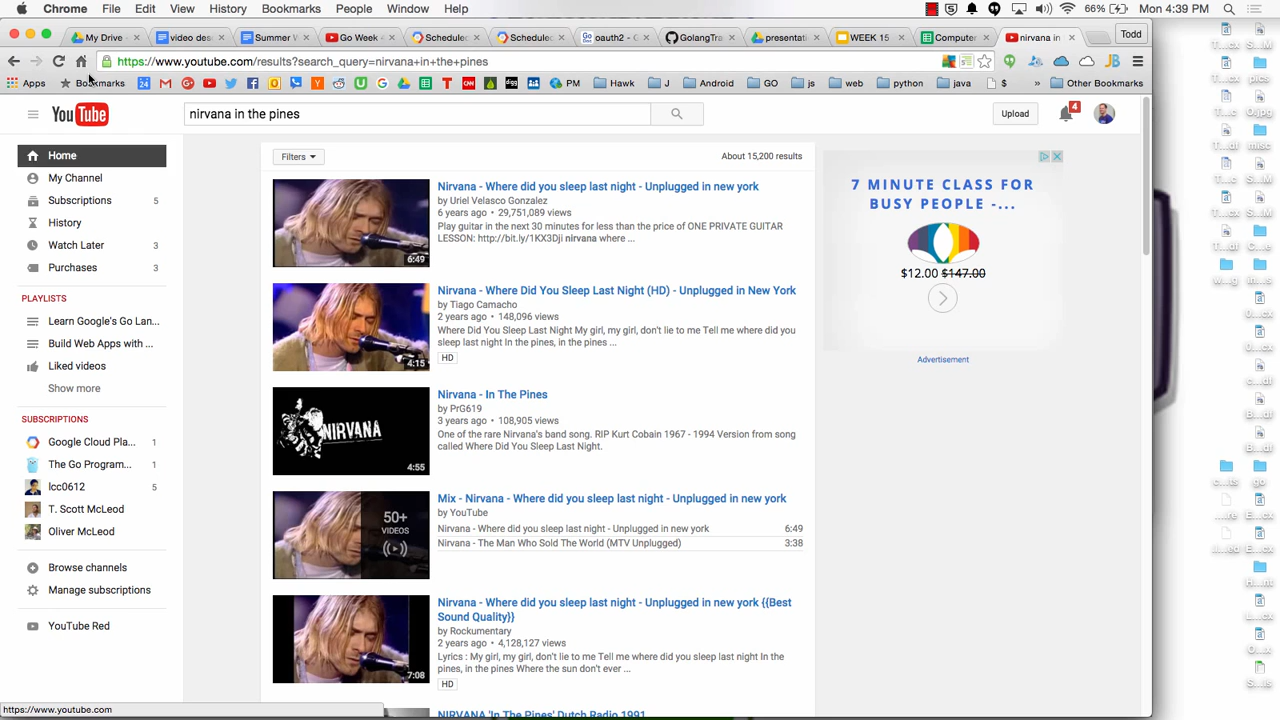 Chrome File Edit View History Bookmarks People Window Help 66% Mon 4:39 PM
My Drive video des Summer W Go Week Schedule Schedule oauth2 - G GolangTra presentati WEEK 15 Compute nirvana in Todd
https://www.youtube.com/results?search_query=nirvana+in+the+pines
Apps Bookmarks PM Hawk J Android GO js web python java $ » Other Bookmarks
YouTube nirvana in the pines Upload 4
Home
My Channel
Subscriptions 5
History
Watch Later 3
Purchases 3
PLAYLISTS
Learn Google's Go Lan...
Build Web Apps with ...
Liked videos
Show more
SUBSCRIPTIONS
Google Cloud Pla... 1
The Go Program... 1
lcc0612 5
T. Scott McLeod
Oliver McLeod
Browse channels
Manage subscriptions
YouTube Red
https://www.youtube.com
Filters About 15,200 results
Nirvana - Where did you sleep last night - Unplugged in new york
by Uriel Velasco Gonzalez
6 years ago • 29,751,089 views
Play guitar in the next 30 minutes for less than the price of ONE PRIVATE GUITAR
LESSON: http://bit.ly/1KX3Dji nirvana where ...
6:49
Nirvana - Where Did You Sleep Last Night (HD) - Unplugged in New York
by Tiago Camacho
2 years ago • 148,096 views
Where Did You Sleep Last Night My girl, my girl, don't lie to me Tell me where did you
sleep last night In the pines, in the pines ...
HD
4:15
Nirvana - In The Pines
by PrG619
3 years ago • 108,905 views
One of the rare Nirvana's band song. RIP Kurt Cobain 1967 - 1994 Version from song
called Where Did You Sleep Last Night.
NIRVANA
4:55
Mix - Nirvana - Where did you sleep last night - Unplugged in new york
by YouTube
Nirvana - Where did you sleep last night - Unplugged in new york 6:49
Nirvana - The Man Who Sold The World (MTV Unplugged) 3:38
50+
VIDEOS
Nirvana - Where did you sleep last night - Unplugged in new york {{Best
Sound Quality}}
by Rockumentary
2 years ago • 4,128,127 views
Lyrics : My girl, my girl, don't lie to me Tell me where did you sleep last night In the
pines, in the pines Where the sun don't ever ...
HD
7:08
NIRVANA 'In The Pines' Dutch Radio 1991
7 MINUTE CLASS FOR
BUSY PEOPLE -...
$12.00 $147.00
Advertisement